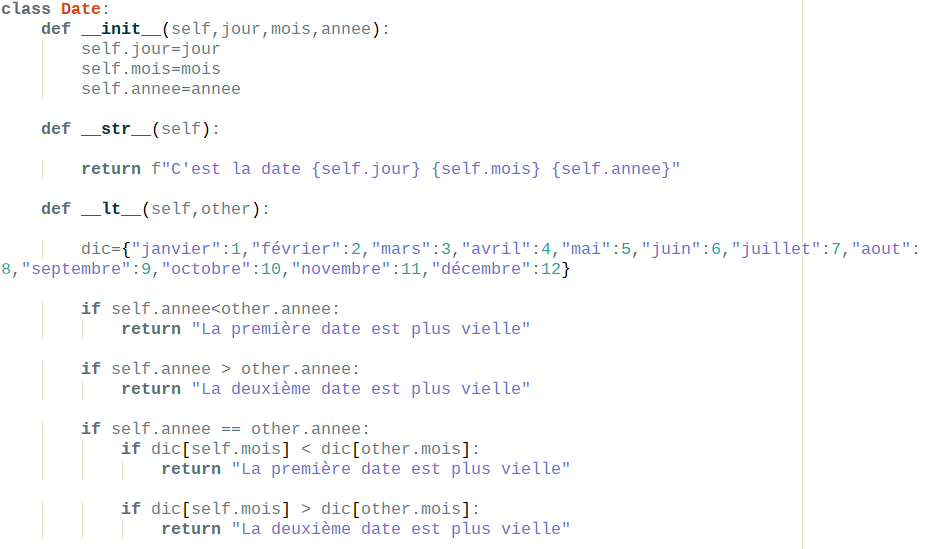 class Date:
    def __init__(self,jour,mois,annee):
        self.jour=jour
        self.mois=mois
        self.annee=annee

    def __str__(self):

        return f"C'est la date {self.jour} {self.mois} {self.annee}"

    def __lt__(self,other):

        dic={"janvier":1,"février":2,"mars":3,"avril":4,"mai":5,"juin":6,"juillet":7,"aout":
8,"septembre":9,"octobre":10,"novembre":11,"décembre":12}

        if self.annee<other.annee:
            return "La première date est plus vielle"

        if self.annee > other.annee:
            return "La deuxième date est plus vielle"

        if self.annee == other.annee:
            if dic[self.mois] < dic[other.mois]:
                return "La première date est plus vielle"

            if dic[self.mois] > dic[other.mois]:
                return "La deuxième date est plus vielle"